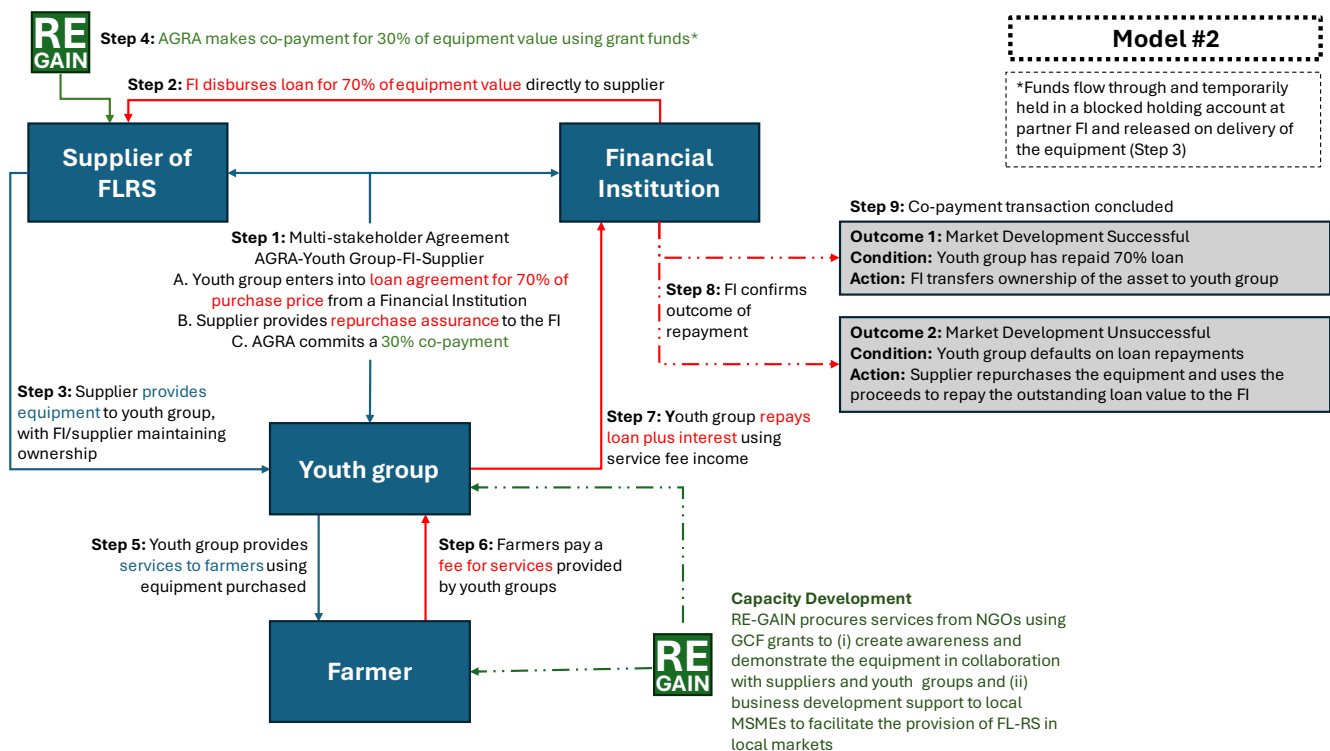 RE
GAIN
Step 4: AGRA makes co-payment for 30% of equipment value using grant funds*
Model #2
*Funds flow through and temporarily
held in a blocked holding account at
partner FI and released on delivery of
the equipment (Step 3)
Step 2: FI disburses loan for 70% of equipment value directly to supplier
Supplier of
FLRS
Financial
Institution
Step 1: Multi-stakeholder Agreement
AGRA-Youth Group-FI-Supplier
A. Youth group enters into loan agreement for 70% of
purchase price from a Financial Institution
B. Supplier provides repurchase assurance to the FI
C. AGRA commits a 30% co-payment
Step 9: Co-payment transaction concluded
Outcome 1: Market Development Successful
Condition: Youth group has repaid 70% loan
Action: FI transfers ownership of the asset to youth group
Step 8: FI confirms
outcome of
repayment
Outcome 2: Market Development Unsuccessful
Condition: Youth group defaults on loan repayments
Action: Supplier repurchases the equipment and uses the
proceeds to repay the outstanding loan value to the FI
Step 3: Supplier provides
equipment to youth group,
with FI/supplier maintaining
ownership
Step 7: Youth group repays
loan plus interest using
service fee income
Youth group
Step 5: Youth group provides
services to farmers using
equipment purchased
Step 6: Farmers pay a
fee for services provided
by youth groups
Farmer
RE
GAIN
Capacity Development
RE-GAIN procures services from NGOs using
GCF grants to (i) create awareness and
demonstrate the equipment in collaboration
with suppliers and youth groups and (ii)
business development support to local
MSMEs to facilitate the provision of FL-RS in
local markets